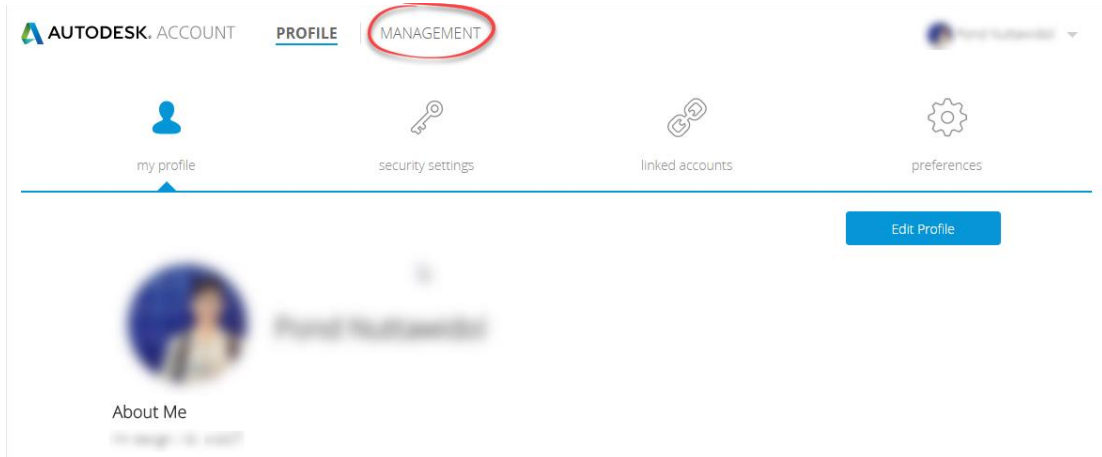 AUTODESK. ACCOUNT PROFILE MANAGEMENT
my profile security settings linked accounts preferences
Edit Profile
About Me